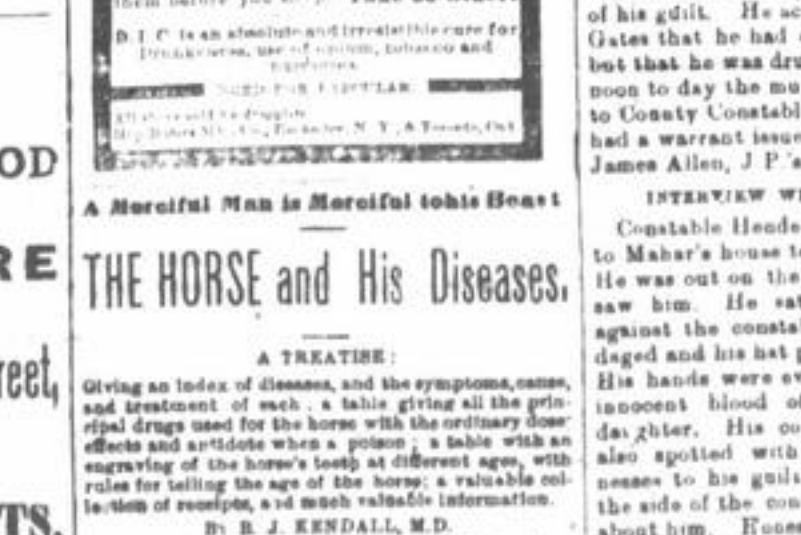 D. I. C. is an absolute and irresistible cure for
Drunkenness, use of opium, tobacco and
narcotics.
SEND FOR CIRCULAR.
N. Y., & Toronto, Ont.
OD
RE
reet,
TS.
A Merciful Man is Merciful tohis Beast
THE HORSE and His Diseases.
A TREATISE:
Giving an index of diseases, and the symptoms, cause,
and treatment of each; a table giving all the prin-
cipal drugs used for the horse with the ordinary dose
effects and antidote when a poison; a table with an
engraving of the horse's teeth at different ages, with
rules for telling the age of the horse; a valuable col-
lection of receipts, and much valuable information.
By B. J. KENDALL, M.D.
of his guilt. He ac
Gates that he had
but that he was dru
noon to day the mu
to County Constabl
had a warrant issue
James Allen, J P.'s
INTERVIEW WI
Constable Hende
to Mahar's house to
He was out on the
saw him. He sat
against the consta
daged and his hat
His hands were ev
innocent blood of
daughter. His co
also spotted with
nesses to his guilt
the side of the con
about him.